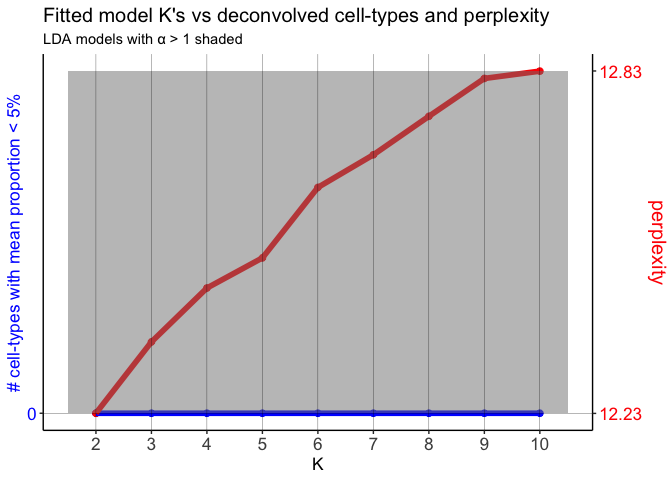 Fitted model K's vs deconvolved cell-types and perplexity
LDA models with α > 1 shaded
# cell-types with mean proportion < 5%
0
12.83
12.23
perplexity
2 3 4 5 6 7 8 9 10
K